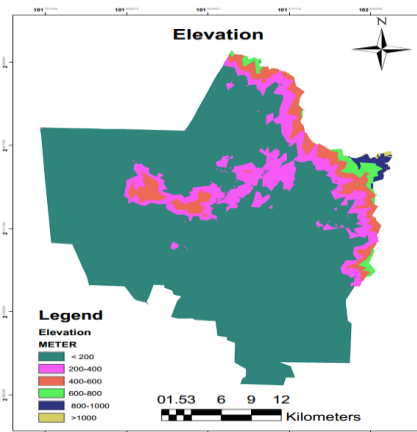 Elevation
N
Legend
Elevation
METER
< 200
200-400
400-600
600-800
800-1000
>1000
01.53 6 9 12
Kilometers